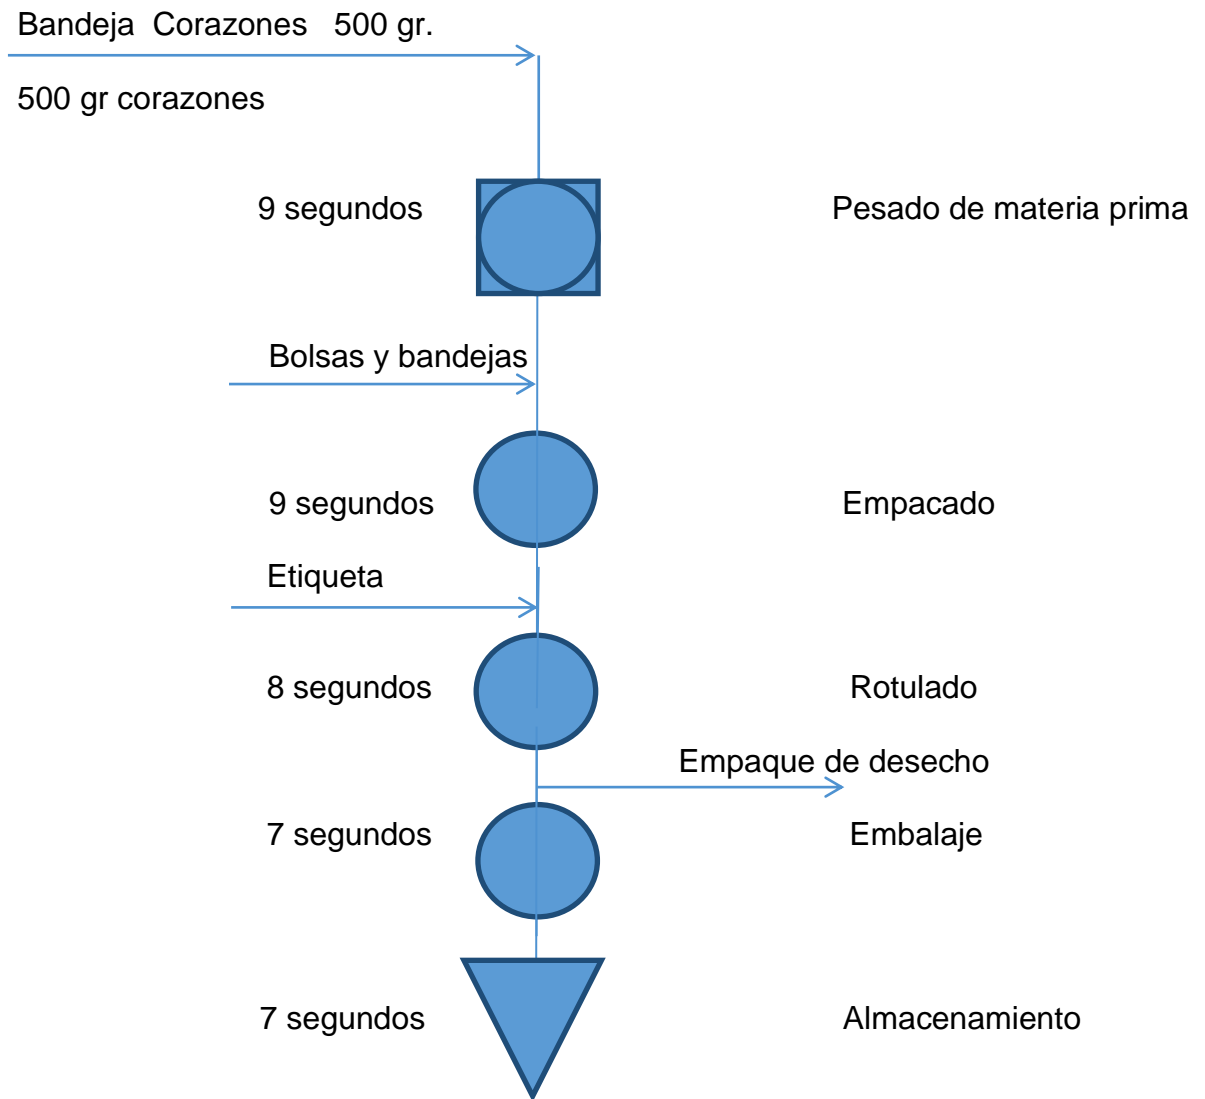 Bandeja Corazones 500 gr.
500 gr corazones
9 segundos
Pesado de materia prima
Bolsas y bandejas
9 segundos
Empacado
Etiqueta
8 segundos
Rotulado
Empaque de desecho
7 segundos
Embalaje
7 segundos
Almacenamiento